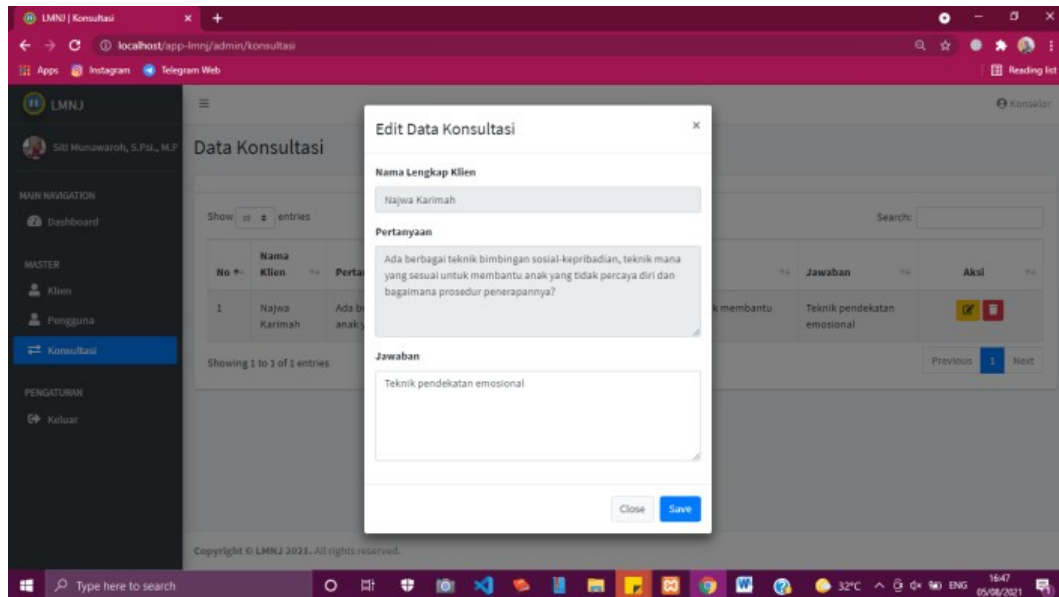 LMNJ | Konsultasi
localhost/app-lmnj/admin/konsultasi
Apps Instagram Telegram Web Reading list
LMNJ
Konselor
Siti Munawaroh, S.Psi., M.P
Data Konsultasi
MAIN NAVIGATION
Dashboard
MASTER
Klien
Pengguna
Konsultasi
PENGATURAN
Keluar
Show 10 entries
Search:
No
Nama
Klien
Perta
Jawaban
Aksi
1
Najwa
Karimah
Ada b
anak y
k membantu
Teknik pendekatan
emosional
Showing 1 to 1 of 1 entries
Previous 1 Next
Edit Data Konsultasi
Nama Lengkap Klien
Najwa Karimah
Pertanyaan
Ada berbagai teknik bimbingan sosial-kepribadian, teknik mana
yang sesuai untuk membantu anak yang tidak percaya diri dan
bagaimana prosedur penerapannya?
Jawaban
Teknik pendekatan emosional
Close Save
Copyright © LMNJ 2021. All rights reserved.
Type here to search
32°C
ENG
16:47
05/08/2021